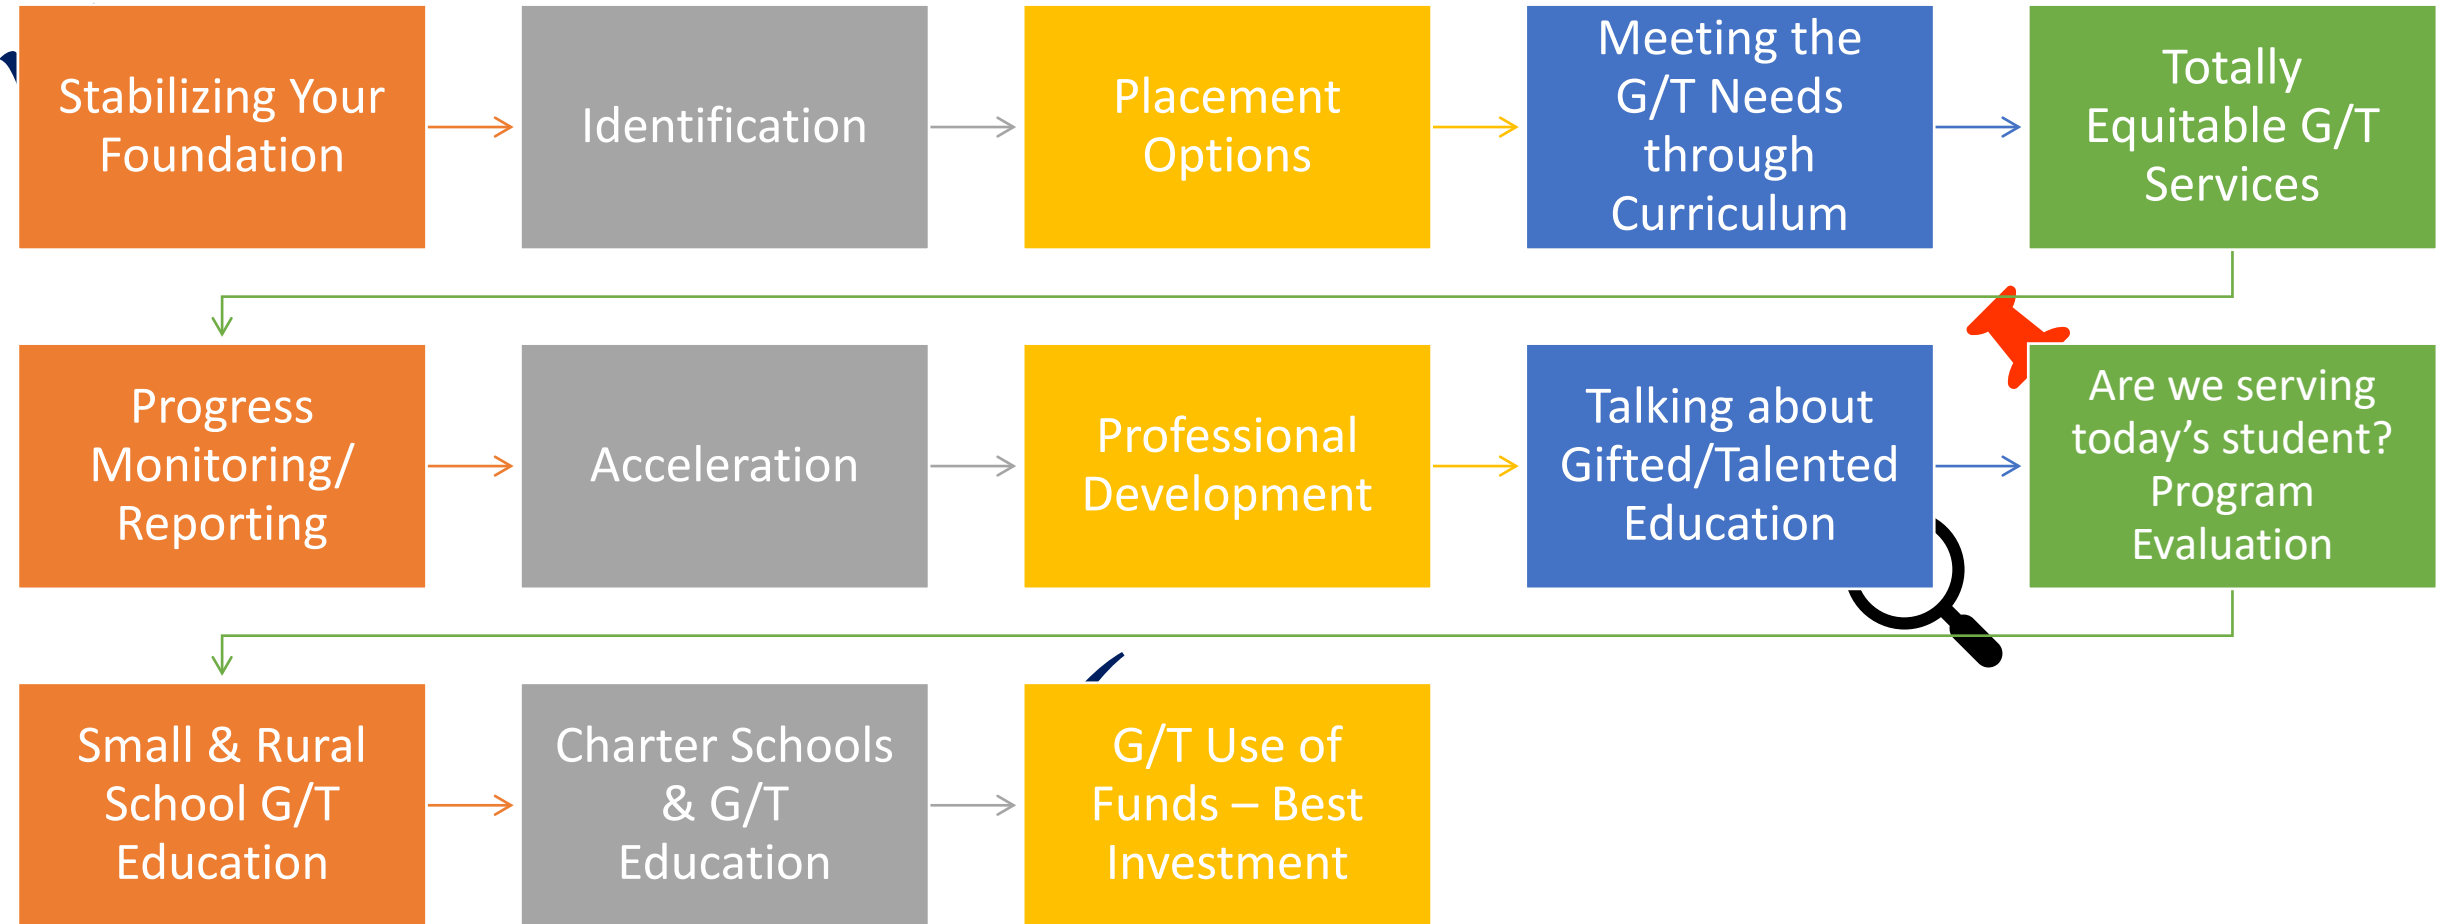 Stabilizing Your
Foundation
Identification
Placement
Options
Meeting the
G/T Needs
through
Curriculum
Totally
Equitable G/T
Services
Progress
Monitoring/
Reporting
Acceleration
Professional
Development
Talking about
Gifted/Talented
Education
Are we serving
today’s student?
Program
Evaluation
Small & Rural
School G/T
Education
Charter Schools
& G/T
Education
G/T Use of
Funds – Best
Investment